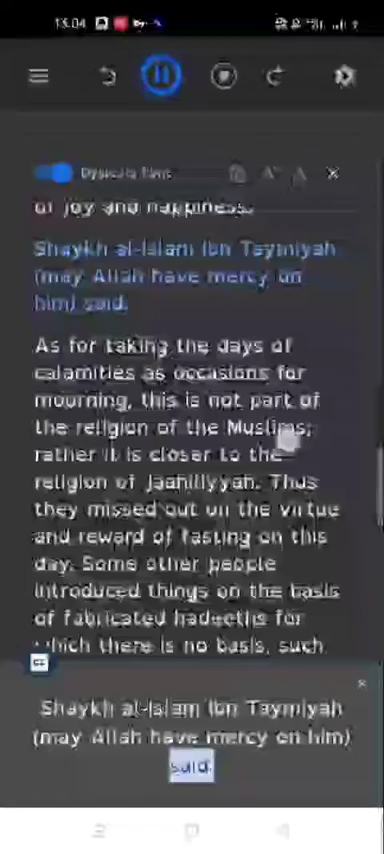 13.04
Dyslexia Font
of joy and happiness.
Shaykh al-Islam Ibn Taymiyah
(may Allah have mercy on
him) said.
As for taking the days of
calamities as occasions for
mourning, this is not part of
the religion of the Muslims;
rather it is closer to the
religion of Jaahiliyyah. Thus
they missed out on the virtue
and reward of fasting on this
day. Some other people
introduced things on the basis
of fabricated hadeeths for
which there is no basis, such
Shaykh al-Islam Ibn Taymiyah
(may Allah have mercy on him)
said.